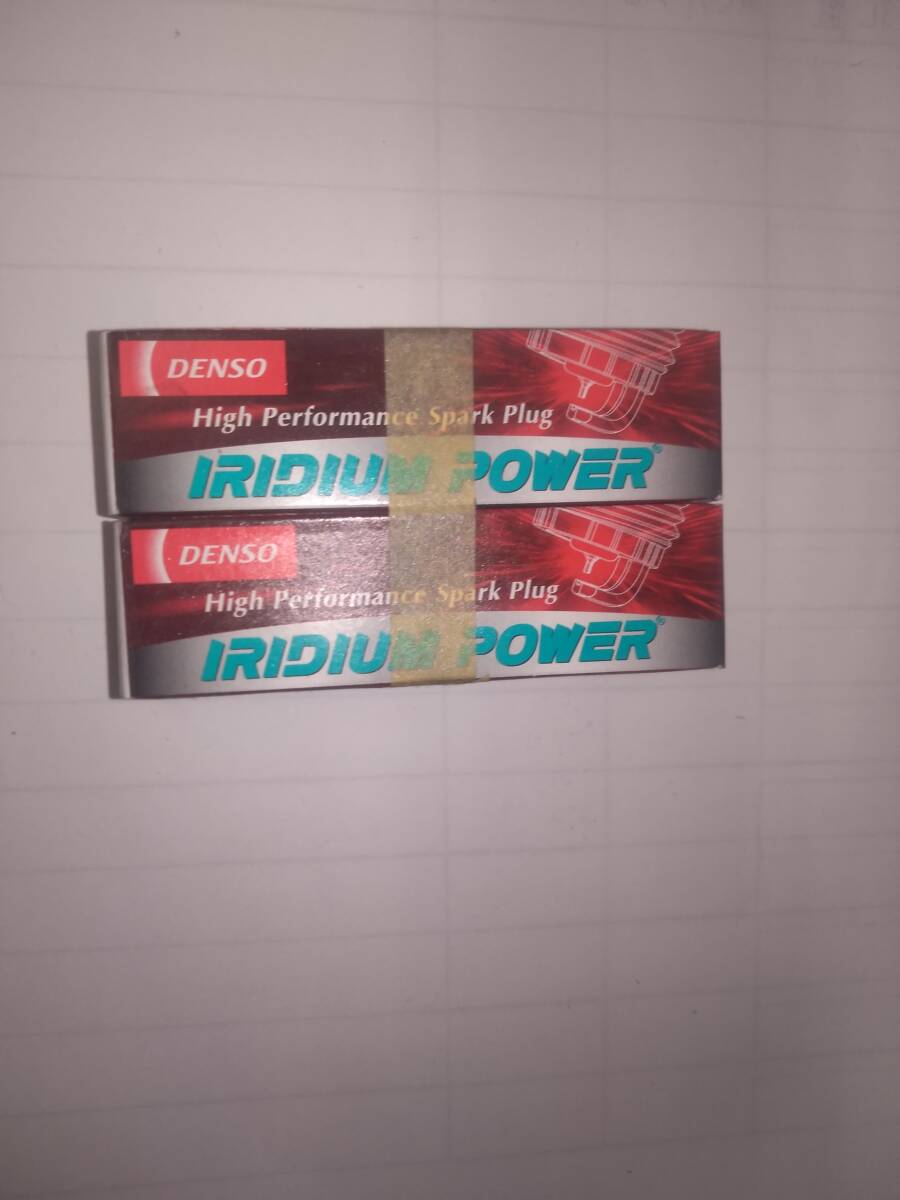 DENSO
High Performance Spark Plug
IRIDIUM POWER®
DENSO
High Performance Spark Plug
IRIDIUM POWER®